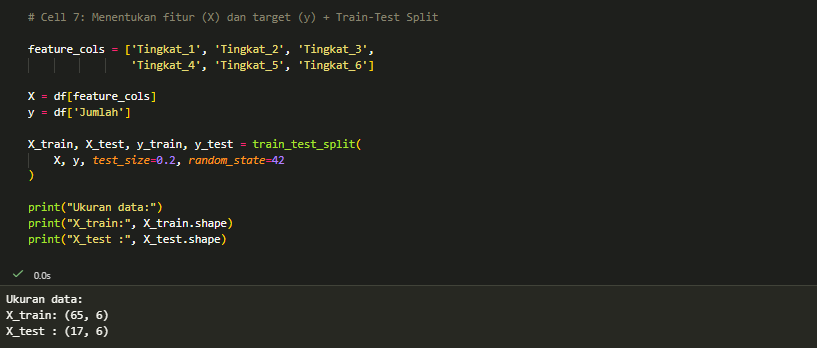 # Cell 7: Menentukan fitur (X) dan target (y) + Train-Test Split
feature_cols = ['Tingkat_1', 'Tingkat_2', 'Tingkat_3',
'Tingkat_4', 'Tingkat_5', 'Tingkat_6']
X = df[feature_cols]
y = df['Jumlah']
X_train, X_test, y_train, y_test = train_test_split(
X, y, test_size=0.2, random_state=42
)
print("Ukuran data:")
print("X_train:", X_train.shape)
print("X_test :", X_test.shape)
0.0s
Ukuran data:
X_train: (65, 6)
X_test : (17, 6)